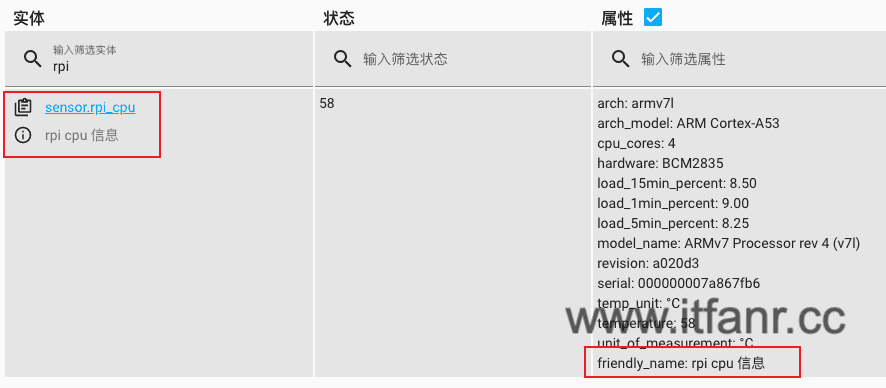 实体
状态
属性
输入筛选实体
rpi
输入筛选状态
输入筛选属性
sensor.rpi_cpu
rpi cpu 信息
58
arch: armv7l
arch_model: ARM Cortex-A53
cpu_cores: 4
hardware: BCM2835
load_15min_percent: 8.50
load_1min_percent: 9.00
load_5min_percent: 8.25
model_name: ARMv7 Processor rev 4 (v7l)
revision: a020d3
serial: 000000007a867fb6
temp_unit: °C
www.itfanr.cc
temperature: 58
unit_of_measurement: °C
friendly_name: rpi cpu 信息